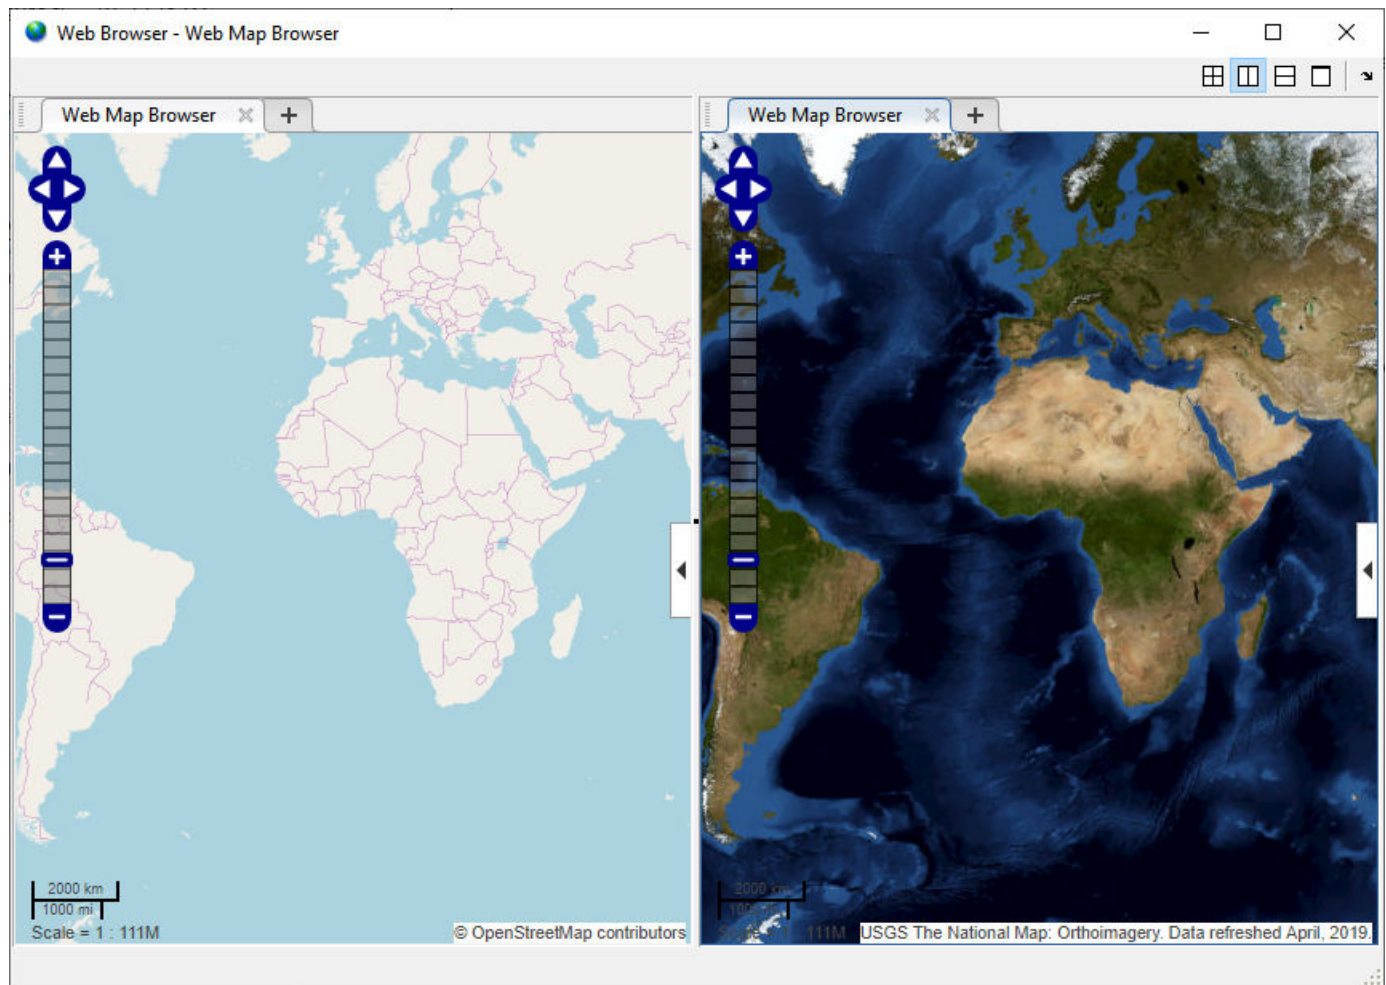 Web Browser - Web Map Browser
Web Map Browser
Web Map Browser
2000 km
1000 mi
Scale = 1 : 111M
© OpenStreetMap contributors
2000 km
111M
USGS The National Map: Orthoimagery. Data refreshed April, 2019.